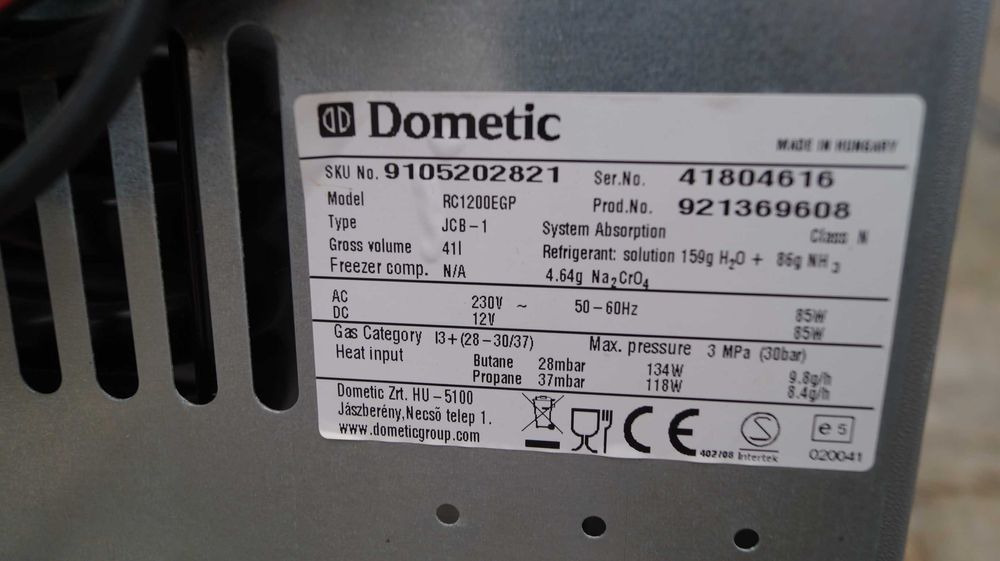 Dometic
MADE IN HUNGARY
SKU No. 9105202821 Ser.No. 41804616
Model RC1200EGP Prod.No. 921369608
Type JCB-1 System Absorption Class N
Gross volume 41l Refrigerant: solution 159g H₂O + 86g NH₃
Freezer comp. N/A 4.64g Na₂CrO₄
AC 230V ~ 50-60Hz 85W
DC 12V 85W
Gas Category I3+(28-30/37) Max. pressure 3 MPa (30bar)
Heat input Butane 28mbar 134W 9.8g/h
Propane 37mbar 118W 8.4g/h
Dometic Zrt. HU-5100
Jászberény,Necső telep 1.
www.dometicgroup.com
CE
402/08 Intertek
e5
020041